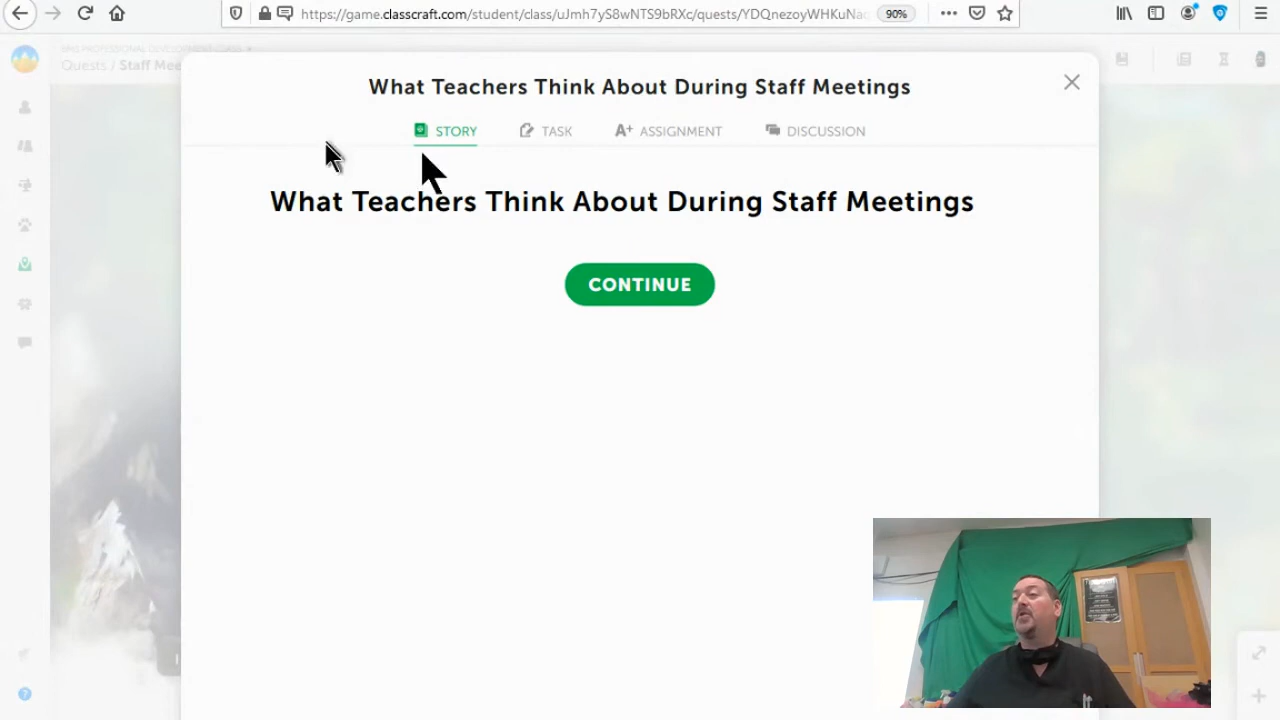 https://game.classcraft.com/student/class/uJmh7yS8wNTS9bRXc/quests/YDQnezoyWHKuNac
90%
Quests / Staff Mee
What Teachers Think About During Staff Meetings
STORY
TASK
A+ ASSIGNMENT
DISCUSSION
What Teachers Think About During Staff Meetings
CONTINUE